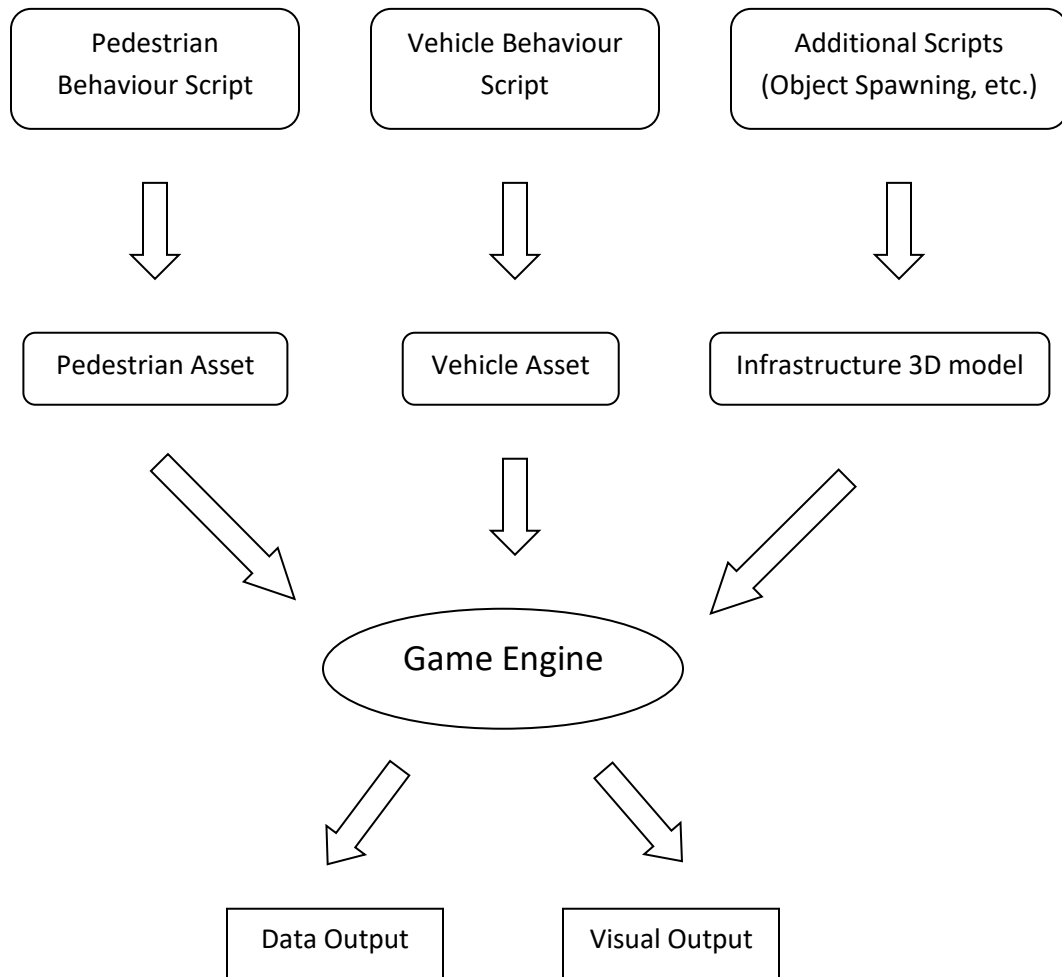 Pedestrian
Behaviour Script
Vehicle Behaviour
Script
Additional Scripts
(Object Spawning, etc.)
Pedestrian Asset
Vehicle Asset
Infrastructure 3D model
Game Engine
Data Output
Visual Output